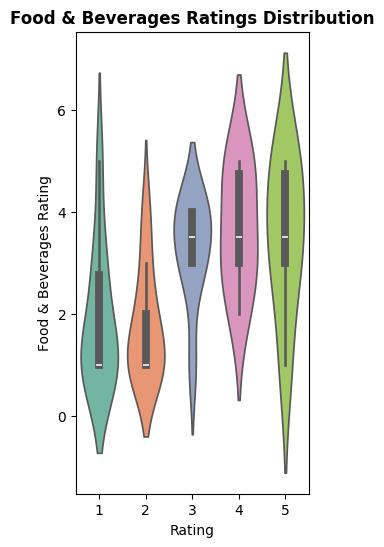 Food & Beverages Ratings Distribution
6
4
2
0
Food & Beverages Rating
1 2 3 4 5
Rating